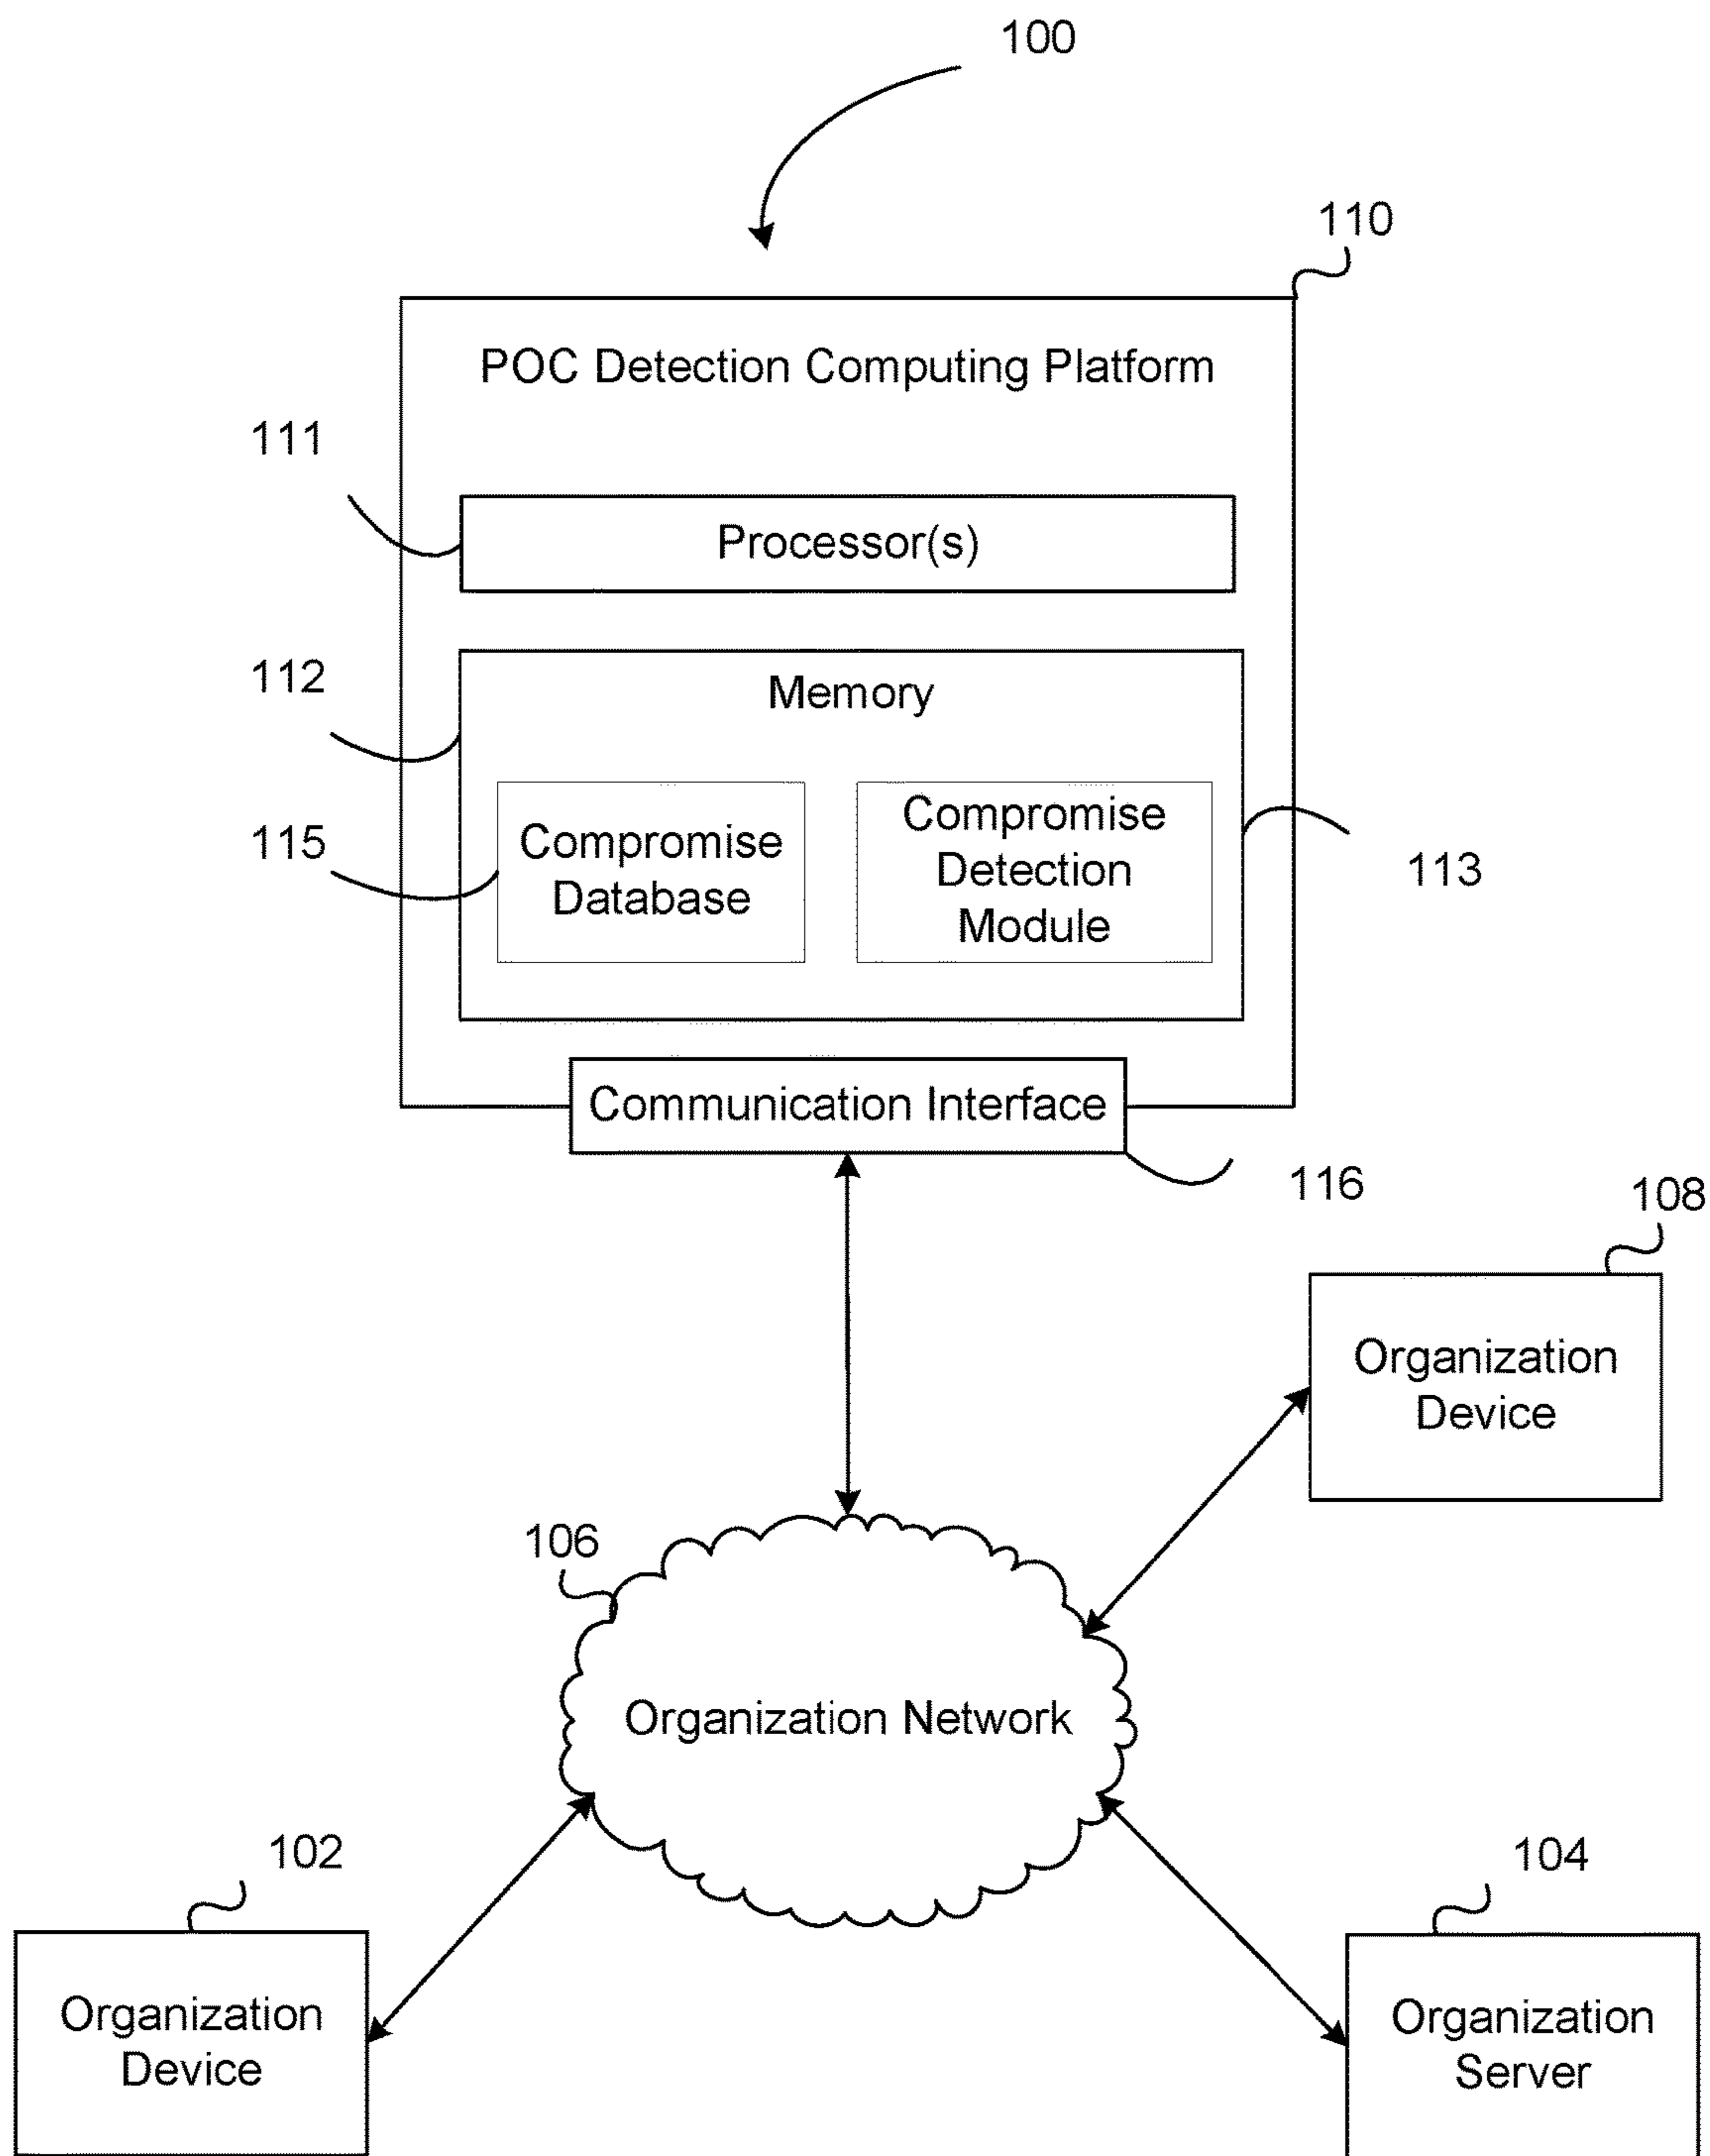 100
110
POC Detection Computing Platform
111
Processor(s)
112
Memory
115
Compromise
Database
Compromise
Detection
Module
113
Communication Interface
116
108
Organization
Device
106
Organization Network
102
104
Organization
Device
Organization
Server